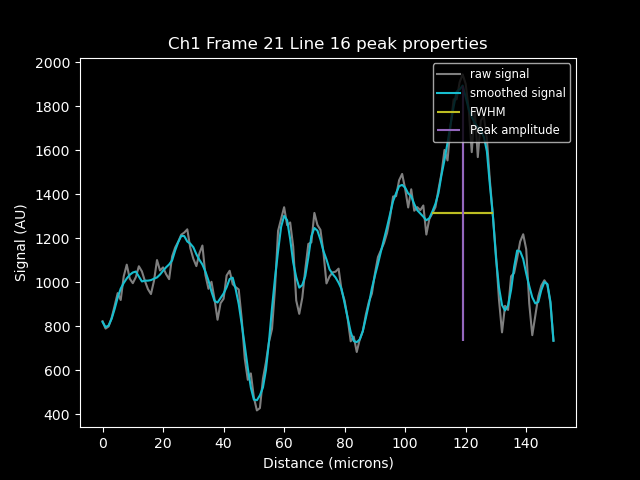 Ch1 Frame 21 Line 16 peak properties
raw signal
smoothed signal
FWHM
Peak amplitude
Signal (AU)
2000
1800
1600
1400
1200
1000
800
600
400
0 20 40 60 80 100 120 140
Distance (microns)